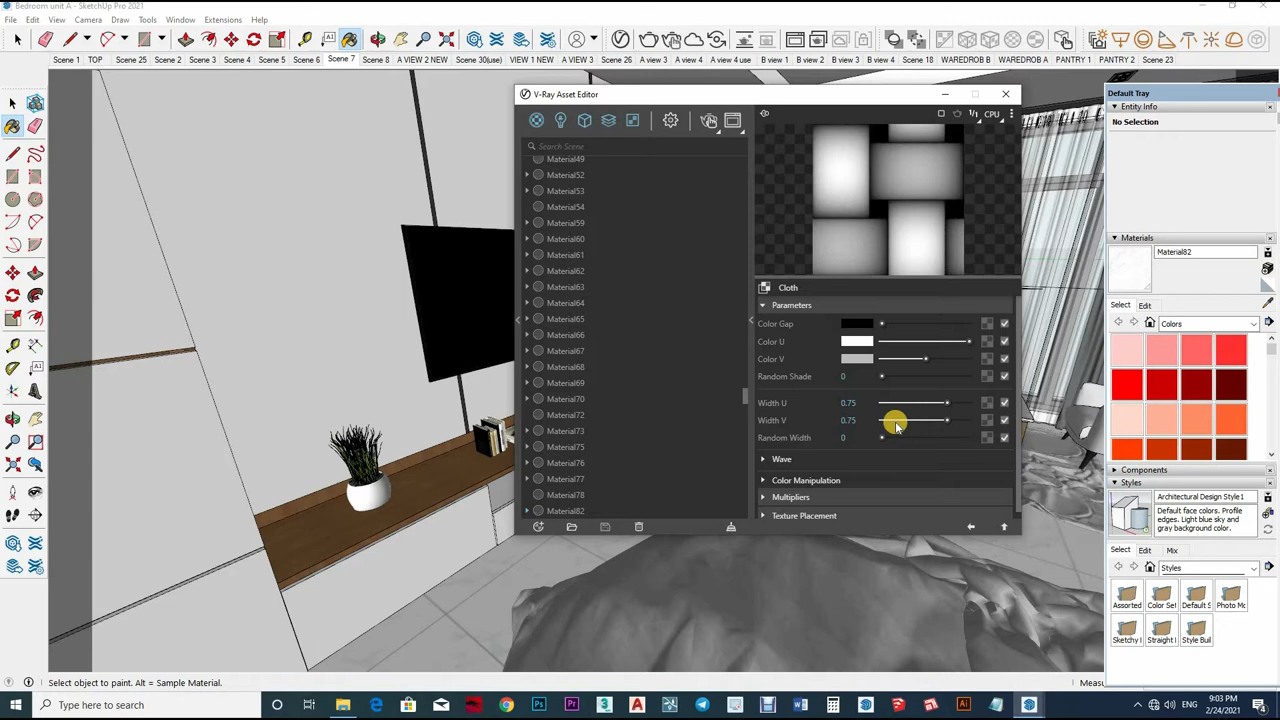 Bedroom unit A - SketchUp Pro 2021
File Edit View Camera Draw Tools Window Extensions Help
Scene 1 TOP Scene 25 Scene 2 Scene 3 Scene 4 Scene 5 Scene 6 Scene 7 Scene 8 A VIEW 2 NEW Scene 30(use) VIEW 1 NEW A VIEW 3 Scene 26 A view 3 A view 4 A view 4 use B view 1 B view 2 B view 3 B view 4 Scene 18 WAREDROB B WAREDROB A PANTRY 1 PANTRY 2 Scene 23
V-Ray Asset Editor
1/1 CPU
Search Scene
Material49
Material52
Material53
Material54
Material59
Material60
Material61
Material62
Material63
Material64
Material65
Material66
Material67
Material68
Material69
Material70
Material72
Material73
Material75
Material76
Material77
Material78
Material82
Cloth
Parameters
Color Gap
Color U
Color V
Random Shade 0
Width U 0.75
Width V 0.75
Random Width 0
Wave
Color Manipulation
Multipliers
Texture Placement
Default Tray
Entity Info
No Selection
Materials
Material82
Select Edit
Colors
Components
Styles
Architectural Design Style1
Default face colors. Profile
edges. Light blue sky and
gray background color.
Select Edit Mix
Styles
Assorted Color Se Default S Photo Mo
Sketchy Straight Style Buil
Select object to paint. Alt = Sample Material.
Measu
Type here to search
ENG
9:03 PM
2/24/2021